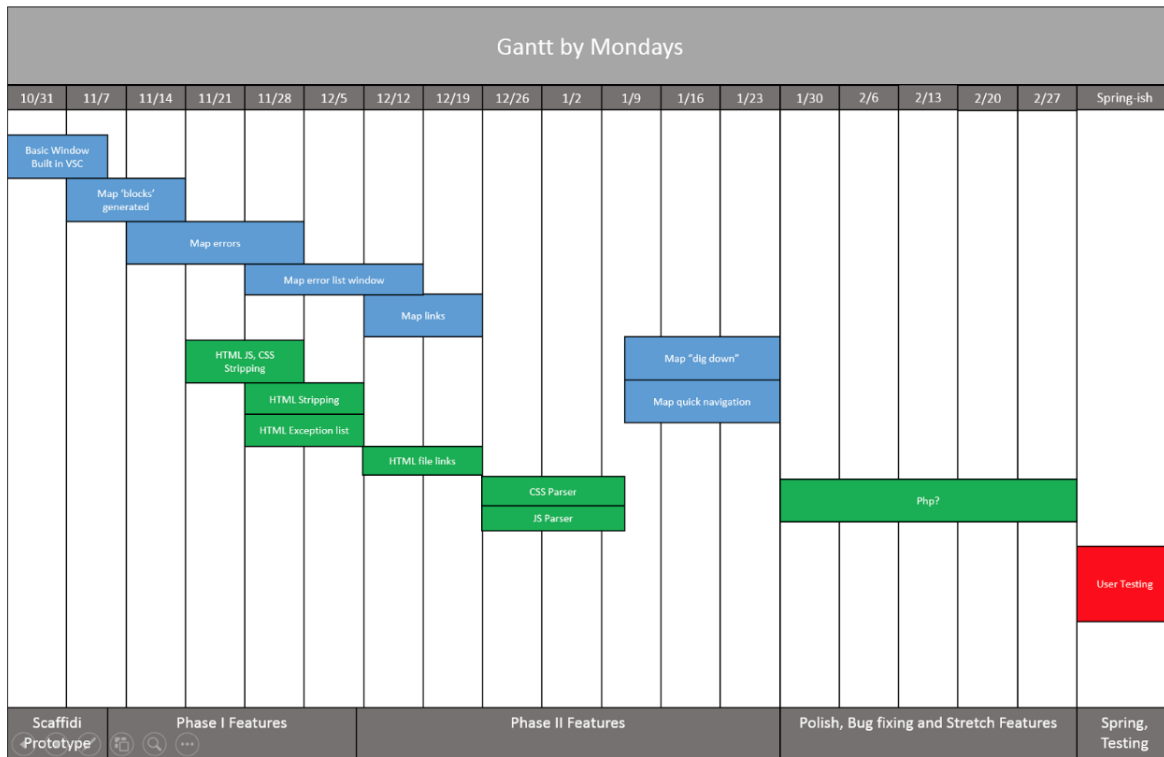 Gantt by Mondays
10/31 11/7 11/14 11/21 11/28 12/5 12/12 12/19 12/26 1/2 1/9 1/16 1/23 1/30 2/6 2/13 2/20 2/27 Spring-ish
Basic Window
Built in VSC
Map ‘blocks’
generated
Map errors
Map error list window
Map links
HTML JS, CSS
Stripping
Map “dig down”
HTML Stripping
Map quick navigation
HTML Exception list
HTML file links
CSS Parser
Php?
JS Parser
User Testing
Scaffidi
Prototype
Phase I Features
Phase II Features
Polish, Bug fixing and Stretch Features
Spring,
Testing